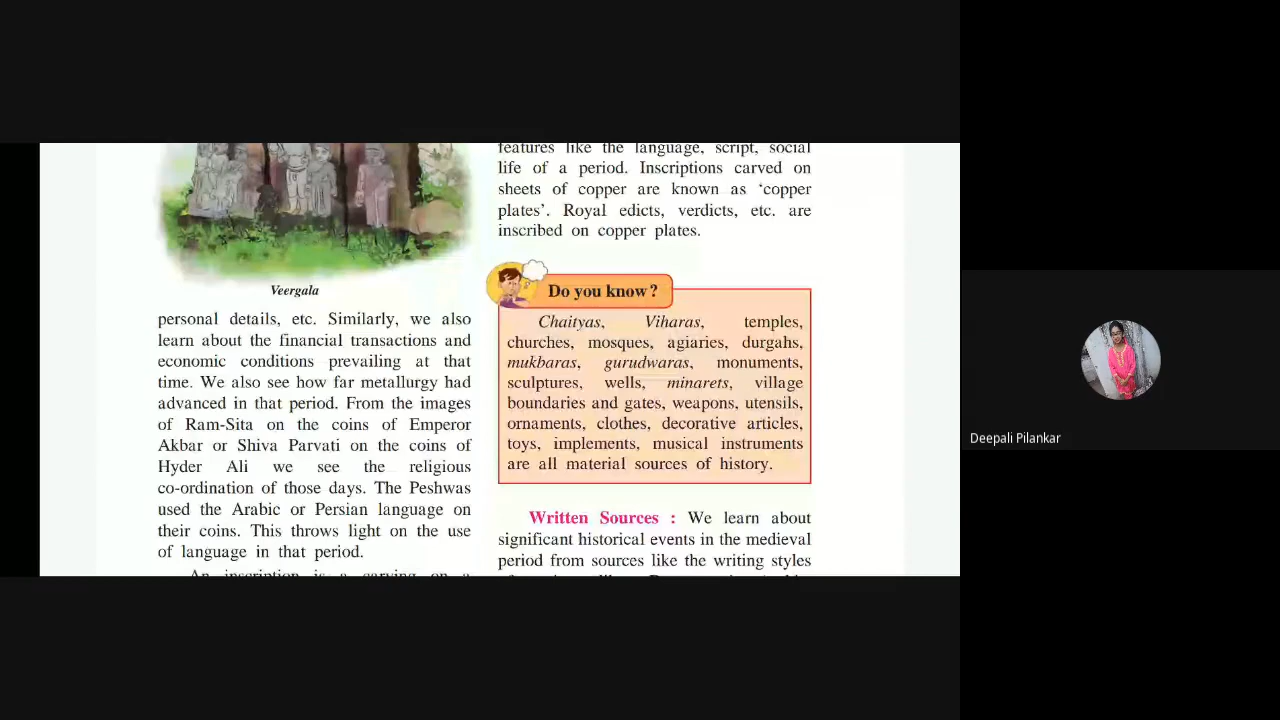 Veergala
personal details, etc. Similarly, we also
learn about the financial transactions and
economic conditions prevailing at that
time. We also see how far metallurgy had
advanced in that period. From the images
of Ram-Sita on the coins of Emperor
Akbar or Shiva Parvati on the coins of
Hyder Ali we see the religious
co-ordination of those days. The Peshwas
used the Arabic or Persian language on
their coins. This throws light on the use
of language in that period.
An inscription is a carving on a
features like the language, script, social
life of a period. Inscriptions carved on
sheets of copper are known as ‘copper
plates’. Royal edicts, verdicts, etc. are
inscribed on copper plates.
Do you know?
Chaityas, Viharas, temples,
churches, mosques, agiaries, durgahs,
mukbaras, gurudwaras, monuments,
sculptures, wells, minarets, village
boundaries and gates, weapons, utensils,
ornaments, clothes, decorative articles,
toys, implements, musical instruments
are all material sources of history.
Written Sources : We learn about
significant historical events in the medieval
period from sources like the writing styles
Deepali Pilankar